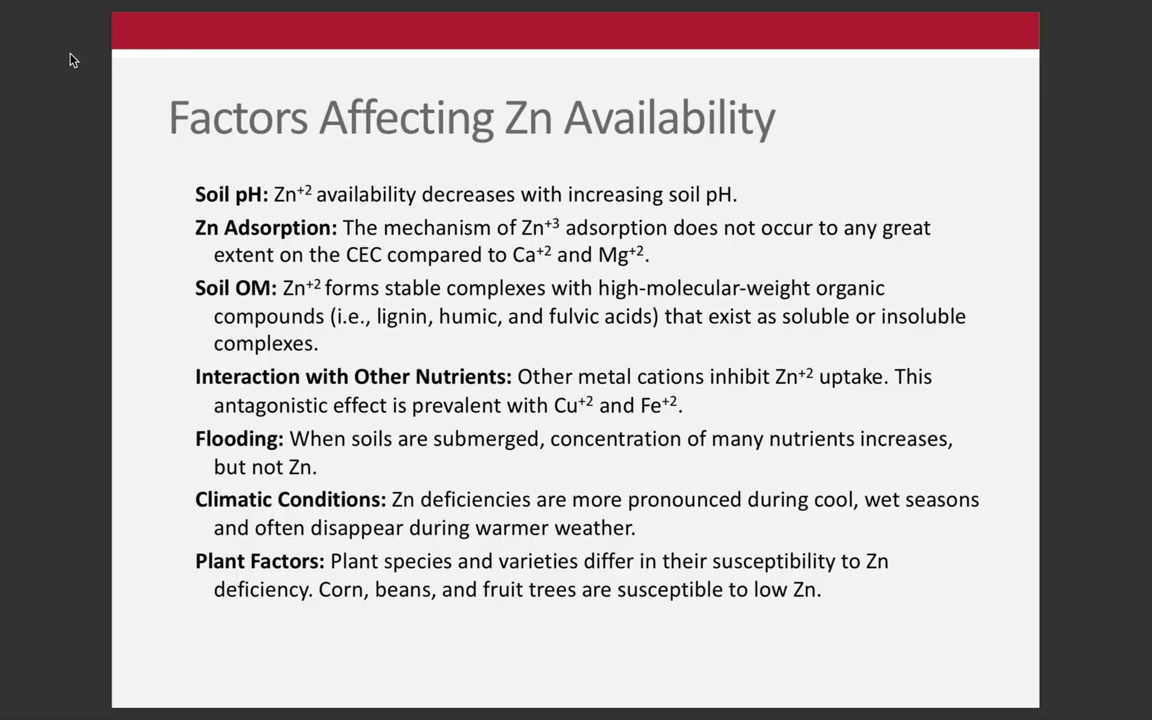 Factors Affecting Zn Availability
Soil pH: Zn⁺² availability decreases with increasing soil pH.
Zn Adsorption: The mechanism of Zn⁺³ adsorption does not occur to any great
extent on the CEC compared to Ca⁺² and Mg⁺².
Soil OM: Zn⁺² forms stable complexes with high-molecular-weight organic
compounds (i.e., lignin, humic, and fulvic acids) that exist as soluble or insoluble
complexes.
Interaction with Other Nutrients: Other metal cations inhibit Zn⁺² uptake. This
antagonistic effect is prevalent with Cu⁺² and Fe⁺².
Flooding: When soils are submerged, concentration of many nutrients increases,
but not Zn.
Climatic Conditions: Zn deficiencies are more pronounced during cool, wet seasons
and often disappear during warmer weather.
Plant Factors: Plant species and varieties differ in their susceptibility to Zn
deficiency. Corn, beans, and fruit trees are susceptible to low Zn.